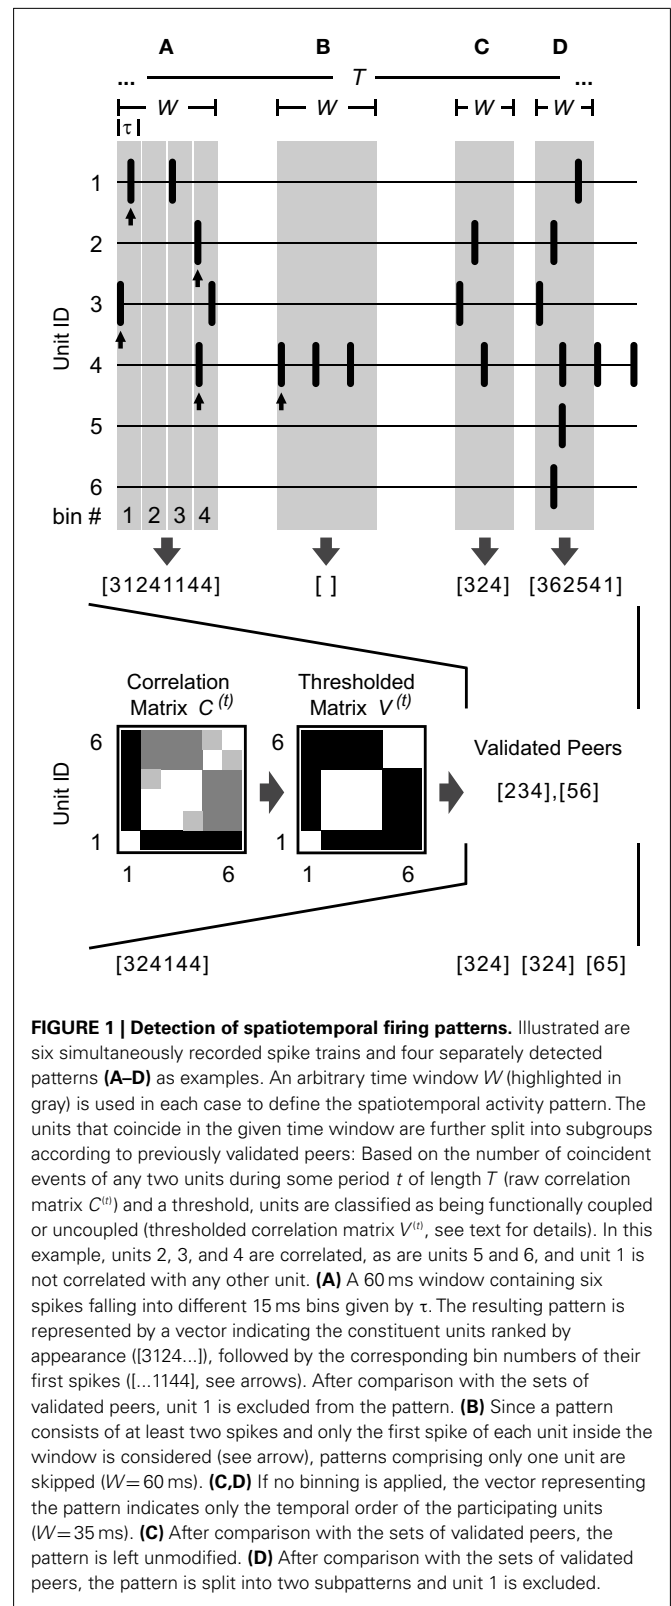 A B C D
... T ...
W W W W
τ
1
2
3
4
5
6
Unit ID
bin # 1 2 3 4
[31241144] [ ] [324] [362541]
Correlation Thresholded
Matrix C(t) Matrix V(t)
6 6
Validated Peers
Unit ID
[234],[56]
1 1
1 6 1 6
[324144] [324] [324] [65]
FIGURE 1 | Detection of spatiotemporal firing patterns. Illustrated are
six simultaneously recorded spike trains and four separately detected
patterns (A–D) as examples. An arbitrary time window W (highlighted in
gray) is used in each case to define the spatiotemporal activity pattern. The
units that coincide in the given time window are further split into subgroups
according to previously validated peers: Based on the number of coincident
events of any two units during some period t of length T (raw correlation
matrix C(t)) and a threshold, units are classified as being functionally coupled
or uncoupled (thresholded correlation matrix V(t), see text for details). In this
example, units 2, 3, and 4 are correlated, as are units 5 and 6, and unit 1 is
not correlated with any other unit. (A) A 60 ms window containing six
spikes falling into different 15 ms bins given by τ. The resulting pattern is
represented by a vector indicating the constituent units ranked by
appearance ([3124...]), followed by the corresponding bin numbers of their
first spikes ([...1144], see arrows). After comparison with the sets of
validated peers, unit 1 is excluded from the pattern. (B) Since a pattern
consists of at least two spikes and only the first spike of each unit inside the
window is considered (see arrow), patterns comprising only one unit are
skipped (W = 60 ms). (C,D) If no binning is applied, the vector representing
the pattern indicates only the temporal order of the participating units
(W = 35 ms). (C) After comparison with the sets of validated peers, the
pattern is left unmodified. (D) After comparison with the sets of validated
peers, the pattern is split into two subpatterns and unit 1 is excluded.